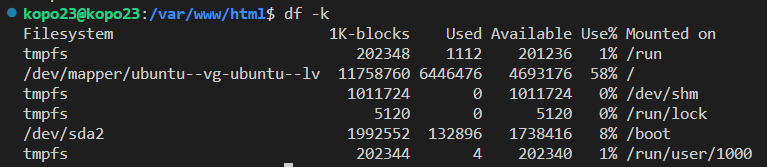 kopo23@kopo23:/var/www/html$ df -k
Filesystem                        1K-blocks    Used Available Use% Mounted on
tmpfs                                202348    1112    201236   1% /run
/dev/mapper/ubuntu--vg-ubuntu--lv  11758760 6446476   4693176  58% /
tmpfs                               1011724       0   1011724   0% /dev/shm
tmpfs                                  5120       0      5120   0% /run/lock
/dev/sda2                           1992552  132896   1738416   8% /boot
tmpfs                                202344       4    202340   1% /run/user/1000